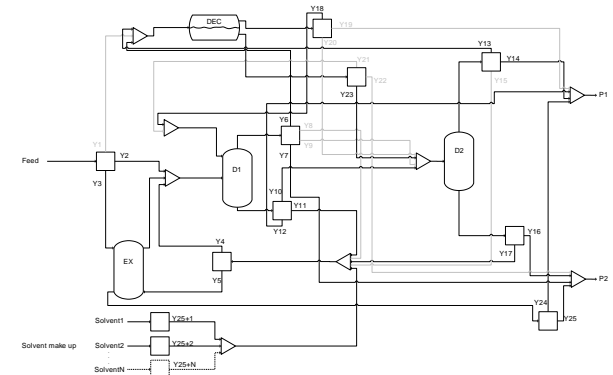 Y18
Y19
DEC
Y20
Y13
Y14
Y1
Y21
Y22
Y15
Y23
P1
Y6
Y8
Y9
D2
Feed
Y2
Y7
Y3
D1
Y10
Y11
Y12
Y16
Y4
Y17
EX
Y5
P2
Y24
Y25
Solvent1
Y25+1
Solvent make up
Solvent2
Y25+2
SolventN
Y25+N